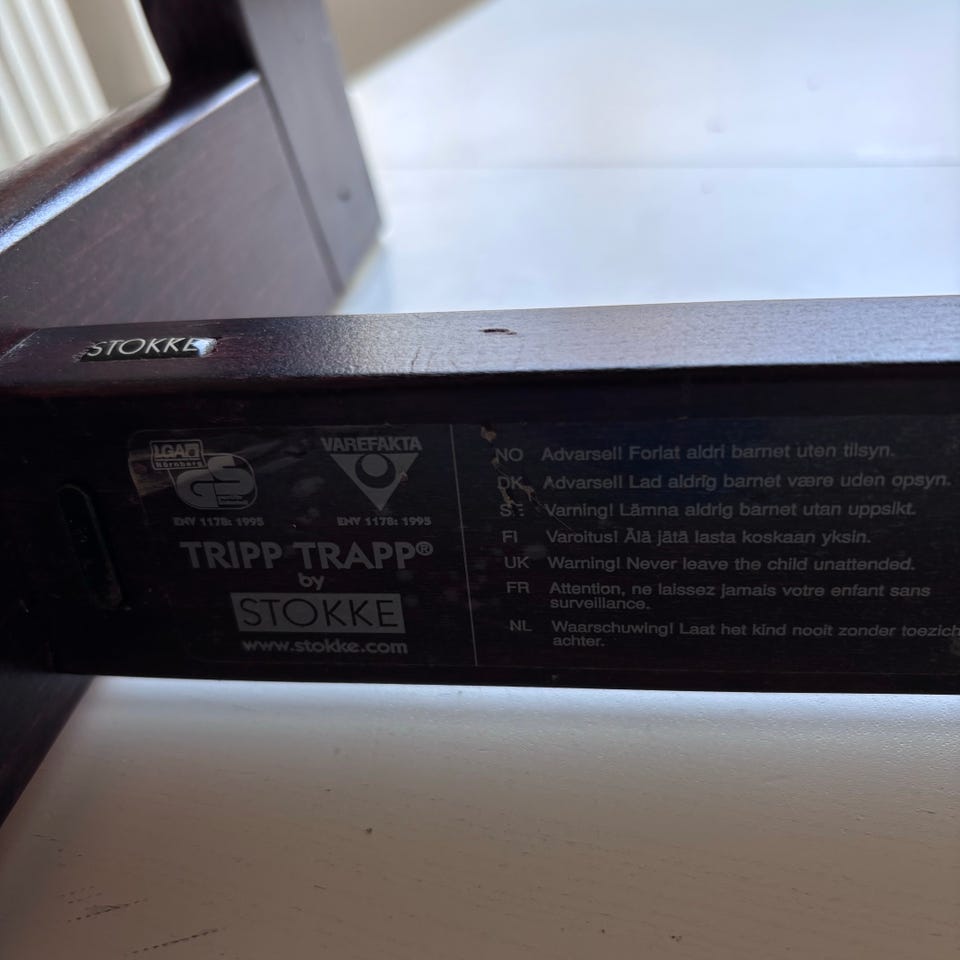 STOKKE
LGA
Nürnberg
GS
VAREFAKTA
ENV 1178: 1995
ENV 1178: 1995
TRIPP TRAPP®
by
STOKKE
www.stokke.com
NO Advarsel! Forlat aldri barnet uten tilsyn.
DK Advarsel! Lad aldrig barnet være uden opsyn.
SE Varning! Lämna aldrig barnet utan uppsikt.
FI Varoitus! Älä jätä lasta koskaan yksin.
UK Warning! Never leave the child unattended.
FR Attention, ne laissez jamais votre enfant sans
surveillance.
NL Waarschuwing! Laat het kind nooit zonder toezich
achter.